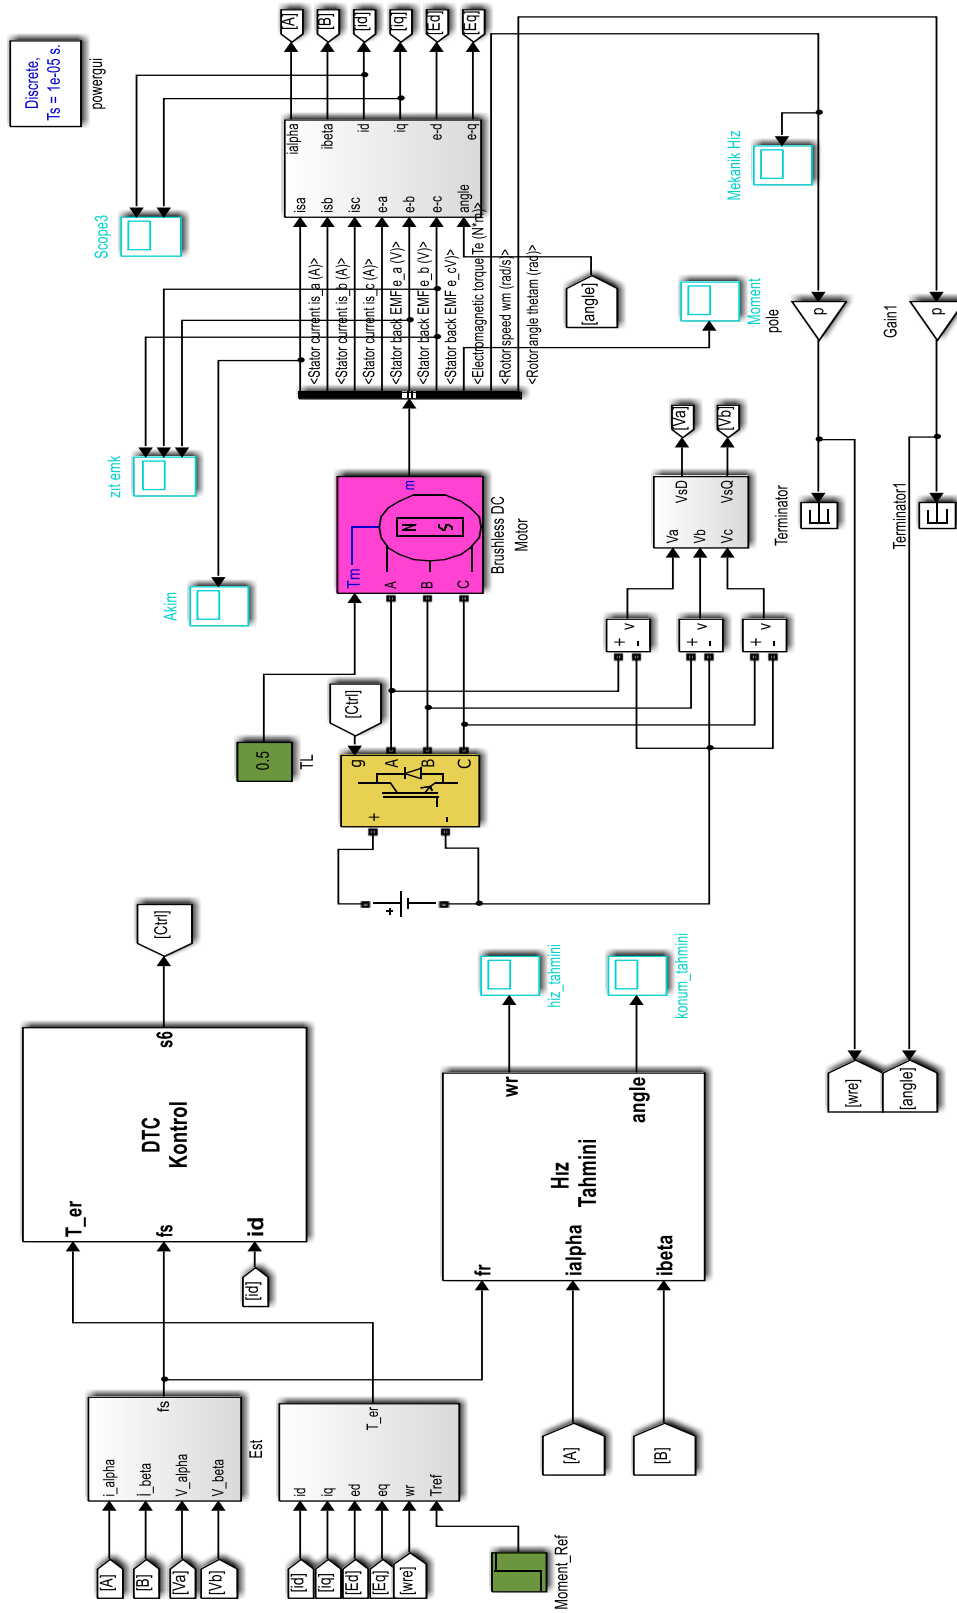 [A]
[B]
[Va]
[Vb]
i_alpha
I_beta
V_alpha
V_beta
fs
Est
[id]
[iq]
[Ed]
[Eq]
[wre]
id
iq
ed
eq
wr
Tref
T_er
Moment_Ref
T_er
fs
id
DTC
Kontrol
s6
[id]
[Ctrl]
[A]
[B]
fr
ialpha
ibeta
Hız
Tahmini
wr
angle
hiz_tahmini
konum_tahmini
[wre]
[angle]
0.5
TL
[Ctrl]
g
A
B
C
+
-
+
Tm
A
B
C
m
N
S
Brushless DC
Motor
+
-
v
+
-
v
+
-
v
Va
Vb
Vc
VsD
VsQ
[Va]
[Vb]
Akim
zıt emk
Scope3
<Stator current is_a (A)>
<Stator current is_b (A)>
<Stator current is_c (A)>
<Stator back EMF e_a (V)>
<Stator back EMF e_b (V)>
<Stator back EMF e_cV)>
<Electromagnetic torque Te (N*m)>
<Rotor speed wm (rad/s)>
<Rotor angle thetam (rad)>
isa
isb
isc
e-a
e-b
e-c
angle
ialpha
ibeta
id
iq
e-d
e-q
[A]
[B]
[id]
[iq]
[Ed]
[Eq]
[angle]
Moment
Mekanik Hiz
pole
p
Gain1
p
Terminator
Terminator1
Discrete,
Ts = 1e-05 s.
powergui